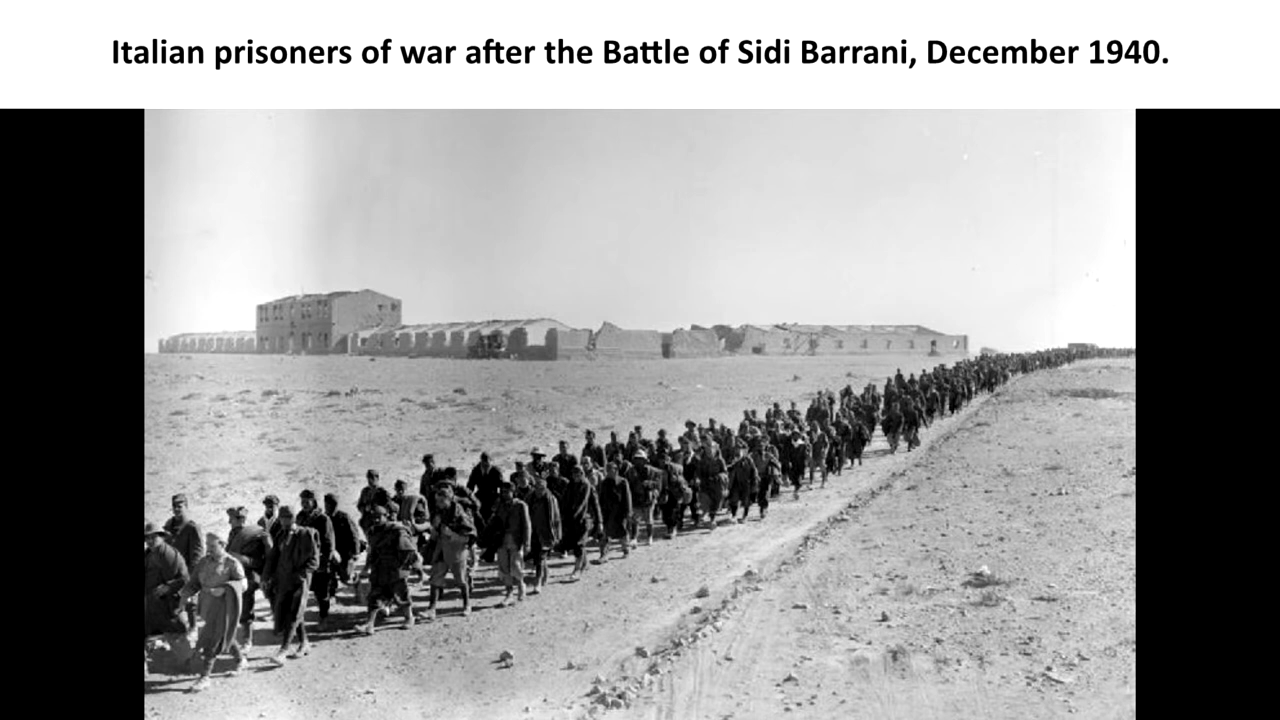 Italian prisoners of war after the Battle of Sidi Barrani, December 1940.